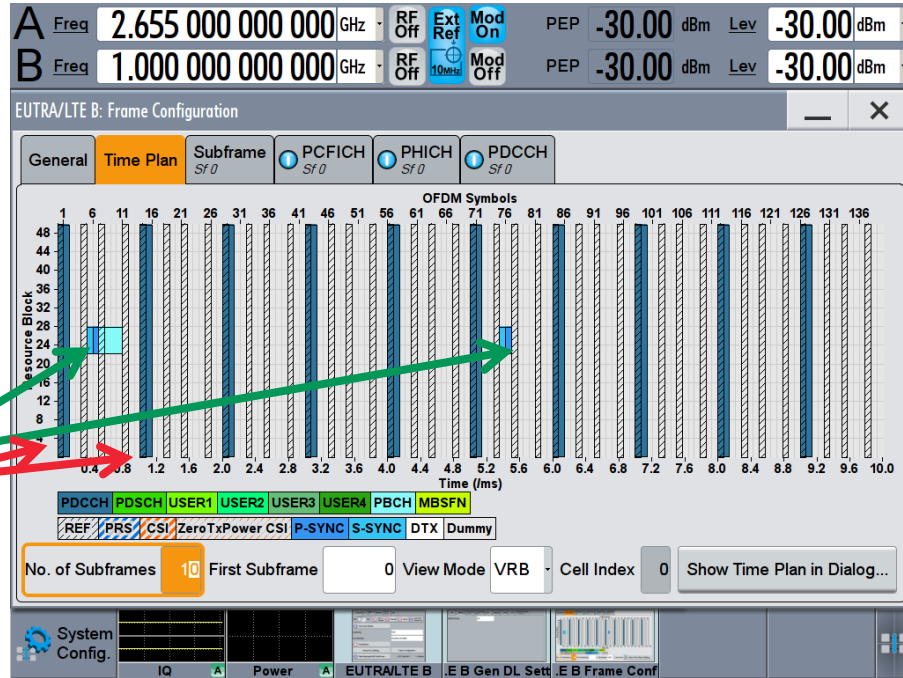 A Freq 2.655 000 000 000 GHz RF Off Ext Ref Mod On PEP -30.00 dBm Lev -30.00 dBm
B Freq 1.000 000 000 000 GHz RF Off 10MHz Mod Off PEP -30.00 dBm Lev -30.00 dBm
EUTRA/LTE B: Frame Configuration
General Time Plan Subframe Sf 0 PCFICH Sf 0 PHICH Sf 0 PDCCH Sf 0
OFDM Symbols
1 6 11 16 21 26 31 36 41 46 51 56 61 66 71 76 81 86 91 96 101 106 111 116 121 126 131 136
48
44
40
36
32
28
24
20
16
12
8
4
Resource Block
0.4 0.8 1.2 1.6 2.0 2.4 2.8 3.2 3.6 4.0 4.4 4.8 5.2 5.6 6.0 6.4 6.8 7.2 7.6 8.0 8.4 8.8 9.2 9.6 10.0
Time (/ms)
PDCCH PDSCH USER1 USER2 USER3 USER4 PBCH MBSFN
REF PRS CSI ZeroTxPower CSI P-SYNC S-SYNC DTX Dummy
No. of Subframes 10 First Subframe 0 View Mode VRB Cell Index 0 Show Time Plan in Dialog...
System Config.
IQ A Power A EUTRA/LTE B .E B Gen DL Sett .E B Frame Conf